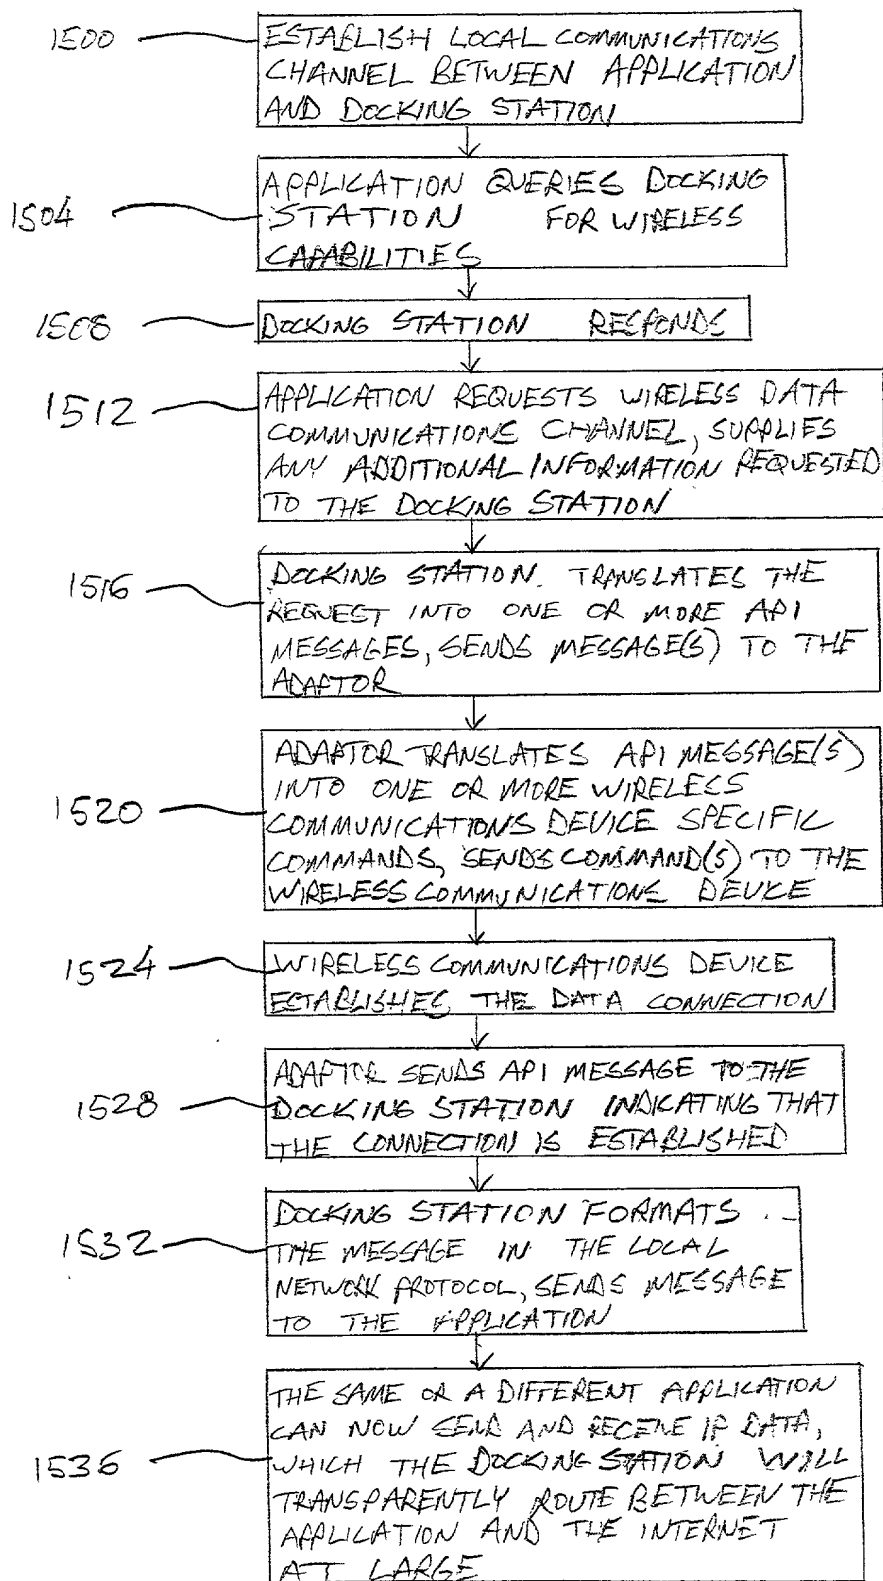 1500
ESTABLISH LOCAL COMMUNICATIONS
CHANNEL BETWEEN APPLICATION
AND DOCKING STATION
1504
APPLICATION QUERIES DOCKING
STATION FOR WIRELESS
CAPABILITIES
1508
DOCKING STATION RESPONDS
1512
APPLICATION REQUESTS WIRELESS DATA
COMMUNICATIONS CHANNEL, SUPPLIES
ANY ADDITIONAL INFORMATION REQUESTED
TO THE DOCKING STATION
1516
DOCKING STATION. TRANSLATES THE
REQUEST INTO ONE OR MORE API
MESSAGES, SENDS MESSAGE(S) TO THE
ADAPTOR
1520
ADAPTOR TRANSLATES API MESSAGE(S)
INTO ONE OR MORE WIRELESS
COMMUNICATIONS DEVICE SPECIFIC
COMMANDS, SENDS COMMAND(S) TO THE
WIRELESS COMMUNICATIONS DEVICE
1524
WIRELESS COMMUNICATIONS DEVICE
ESTABLISHES THE DATA CONNECTION
1528
ADAPTOR SENDS API MESSAGE TO THE
DOCKING STATION INDICATING THAT
THE CONNECTION IS ESTABLISHED
1532
DOCKING STATION FORMATS
THE MESSAGE IN THE LOCAL
NETWORK PROTOCOL, SENDS MESSAGE
TO THE APPLICATION
1536
THE SAME OR A DIFFERENT APPLICATION
CAN NOW SEND AND RECEIVE IP DATA,
WHICH THE DOCKING STATION WILL
TRANSPARENTLY ROUTE BETWEEN THE
APPLICATION AND THE INTERNET
AT LARGE